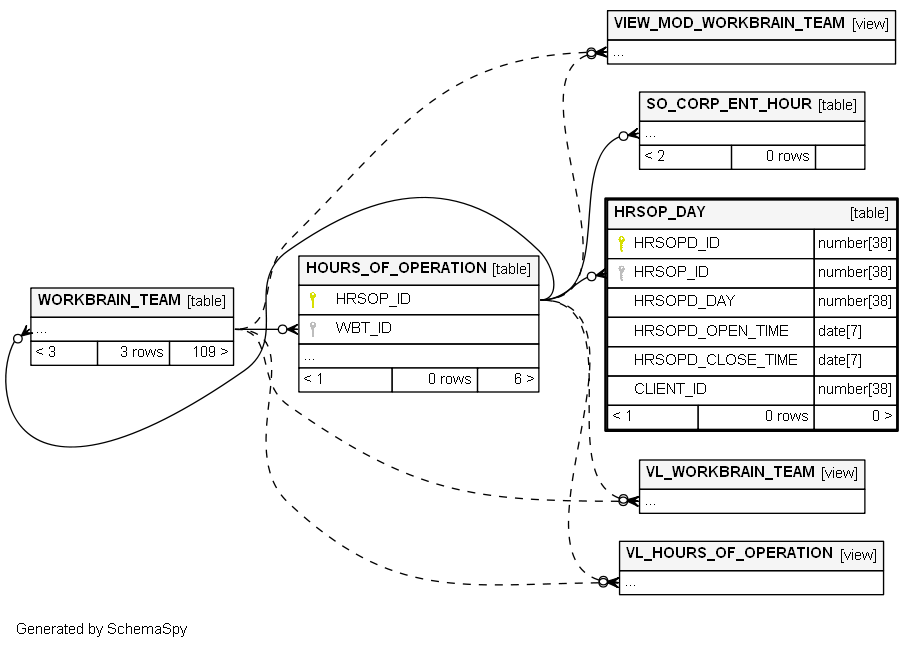 VIEW_MOD_WORKBRAIN_TEAM [view]
...
SO_CORP_ENT_HOUR [table]
...
< 2 0 rows
HRSOP_DAY [table]
HRSOPD_ID number[38]
HRSOP_ID number[38]
HRSOPD_DAY number[38]
HRSOPD_OPEN_TIME date[7]
HRSOPD_CLOSE_TIME date[7]
CLIENT_ID number[38]
< 1 0 rows 0 >
HOURS_OF_OPERATION [table]
HRSOP_ID
WBT_ID
...
< 1 0 rows 6 >
WORKBRAIN_TEAM [table]
...
< 3 3 rows 109 >
VL_WORKBRAIN_TEAM [view]
...
VL_HOURS_OF_OPERATION [view]
...
Generated by SchemaSpy